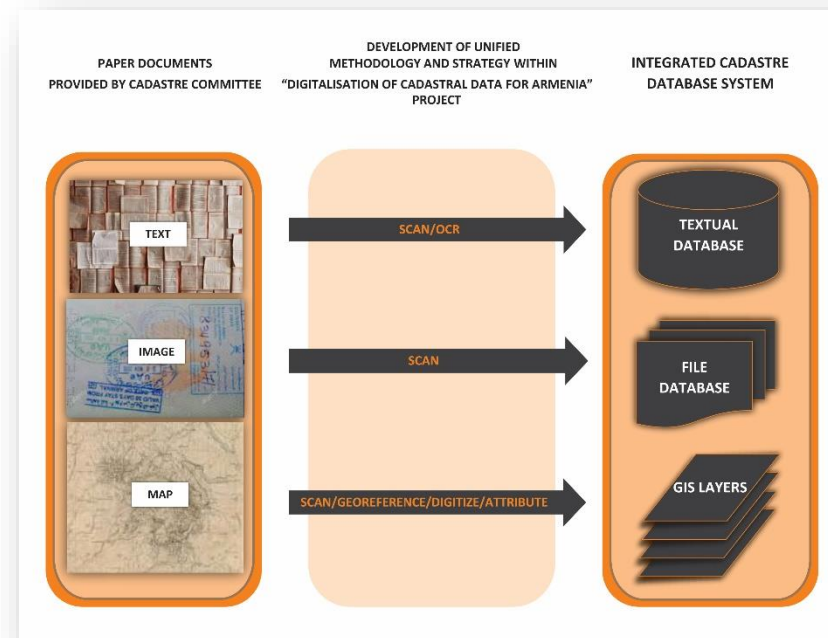 PAPER DOCUMENTS
PROVIDED BY CADASTRE COMMITTEE
DEVELOPMENT OF UNIFIED
METHODOLOGY AND STRATEGY WITHIN
“DIGITALISATION OF CADASTRAL DATA FOR ARMENIA”
PROJECT
INTEGRATED CADASTRE
DATABASE SYSTEM
TEXT
SCAN/OCR
TEXTUAL
DATABASE
IMAGE
SCAN
FILE
DATABASE
MAP
SCAN/GEOREFERENCE/DIGITIZE/ATTRIBUTE
GIS LAYERS